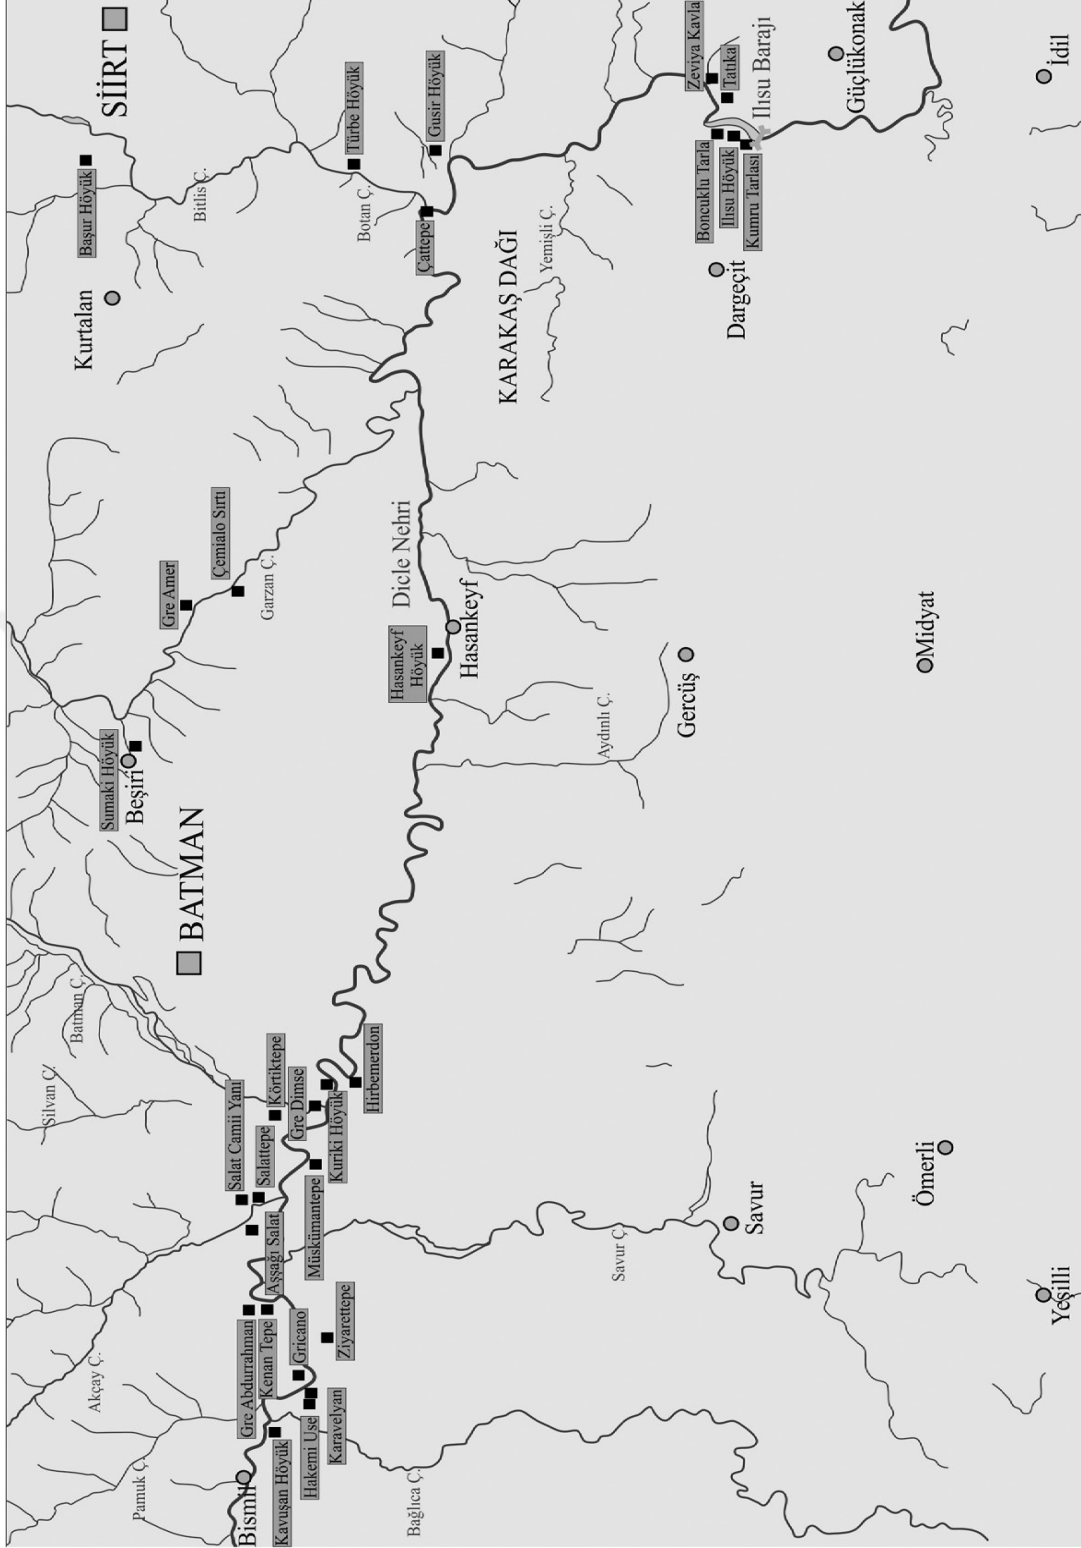 Bismil
Kavuşan Höyük
Hakemi Use
Karavelyan
Gre Abdurrahman
Kenan Tepe
Gricano
Ziyarettepe
Pamuk Ç.
Akçay Ç.
Bağlıca Ç.
Aşşağı Salat
Salat Camii Yanı
Salattepe
Müskümantepe
Körtiktepe
Gre Dimse
Kuriki Höyük
Hirbemerdon
Silvan Ç.
Batman Ç.
BATMAN
Savur Ç.
Savur
Ömerli
Yeşilli
Sumaki Höyük
Beşiri
Gre Amer
Çemialo Sırtı
Garzan Ç.
Dicle Nehri
Hasankeyf
Höyük
Hasankeyf
Aydınlı Ç.
Gercüş
Midyat
Kurtalan
SİİRT
Başur Höyük
Bitlis Ç.
Botan Ç.
Türbe Höyük
Gusir Höyük
Çattepe
KARAKAŞ DAĞI
Yemişli Ç.
Dargeçit
Boncuklu Tarla
Ilısu Höyük
Kumru Tarlası
Zeviya Kavla
Tatıka
Ilısu Barajı
Güçlükonak
İdil